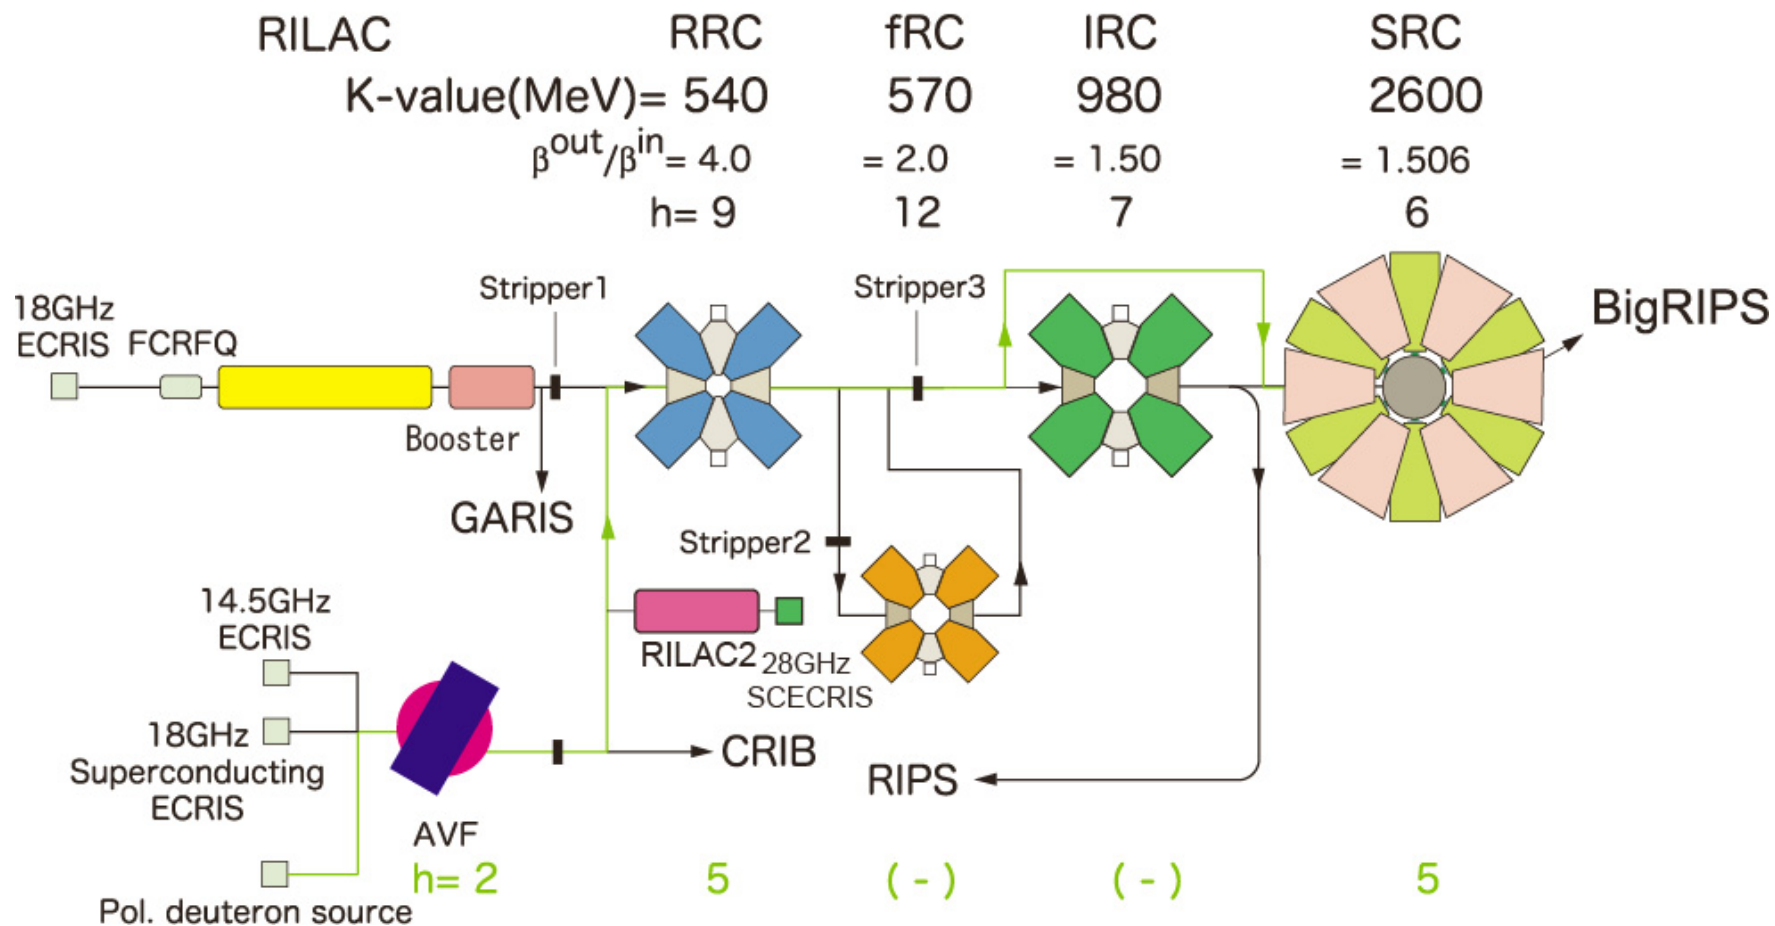 RILAC RRC fRC IRC SRC
K-value(MeV)= 540 570 980 2600
βout/βin= 4.0 = 2.0 = 1.50 = 1.506
h= 9 12 7 6
Stripper1
Stripper3
18GHz
ECRIS
FCRFQ
BigRIPS
Booster
GARIS
Stripper2
14.5GHz
ECRIS
RILAC2
28GHz
SCECRIS
18GHz
Superconducting
ECRIS
CRIB
RIPS
AVF
h= 2 5 (-) (-) 5
Pol. deuteron source